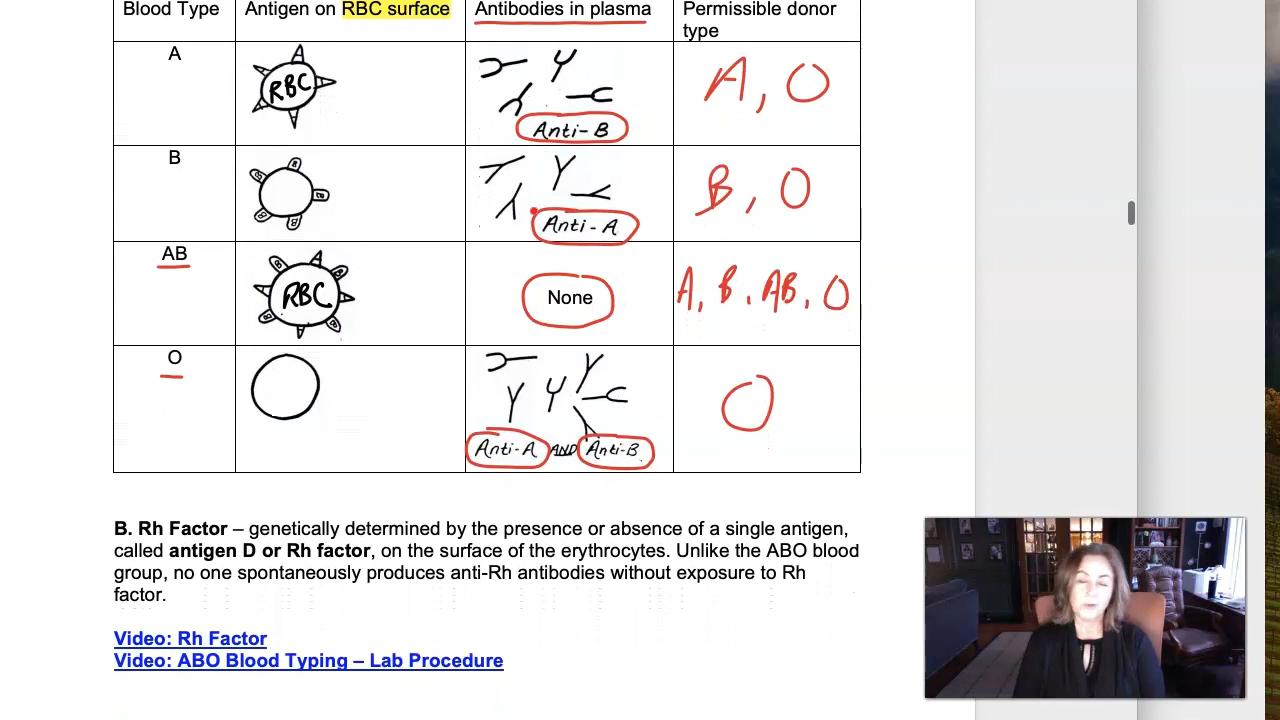 Blood Type Antigen on RBC surface Antibodies in plasma Permissible donor type
A RBC A Anti-B A, O
B B B B B B Anti-A B, O
AB RBC A B B B B None A, B, AB, O
O Anti-A AND Anti-B O
B. Rh Factor – genetically determined by the presence or absence of a single antigen,
called antigen D or Rh factor, on the surface of the erythrocytes. Unlike the ABO blood
group, no one spontaneously produces anti-Rh antibodies without exposure to Rh
factor.
Video: Rh Factor
Video: ABO Blood Typing – Lab Procedure